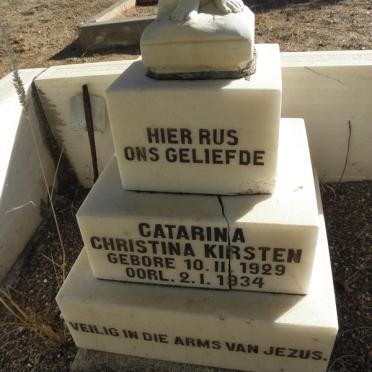 HIER RUS
ONS GELIEFDE
CATARINA
CHRISTINA KIRSTEN
GEBORE 10. 11. 1929
OORL. 2. 1. 1934
VEILIG IN DIE ARMS VAN JEZUS.